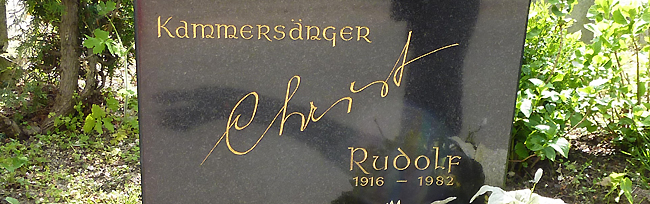 Kammersänger
Christ
Rudolf
1916 – 1982